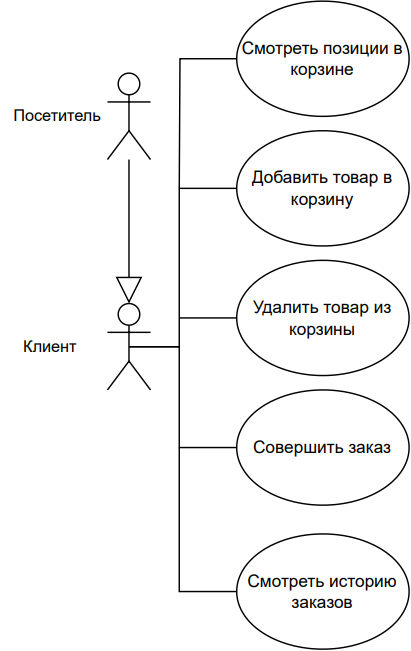 Смотреть позиции в
корзине
Посетитель
Добавить товар в
корзину
Удалить товар из
корзины
Клиент
Совершить заказ
Смотреть историю
заказов